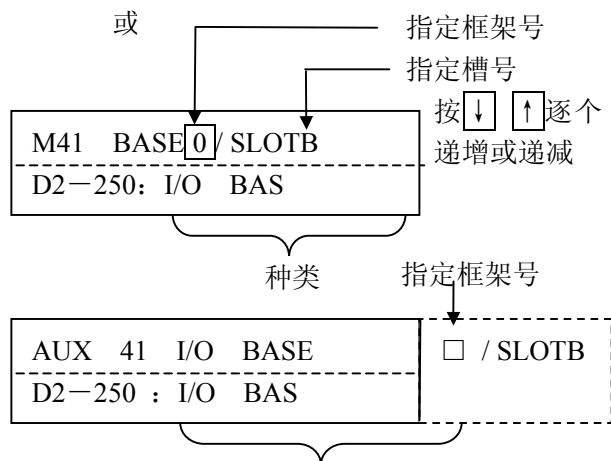 或
指定框架号
指定槽号
按 ↓ ↑ 逐个
递增或递减
M41 BASE 0 / SLOTB
D2－250：I/O BAS
种类
指定框架号
AUX 41 I/O BASE □ / SLOTB
D2－250 ：I/O BAS